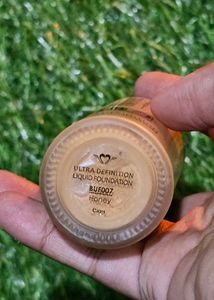 ULTRA DEFINITION
LIQUID FOUNDATION
BUF007
Honey